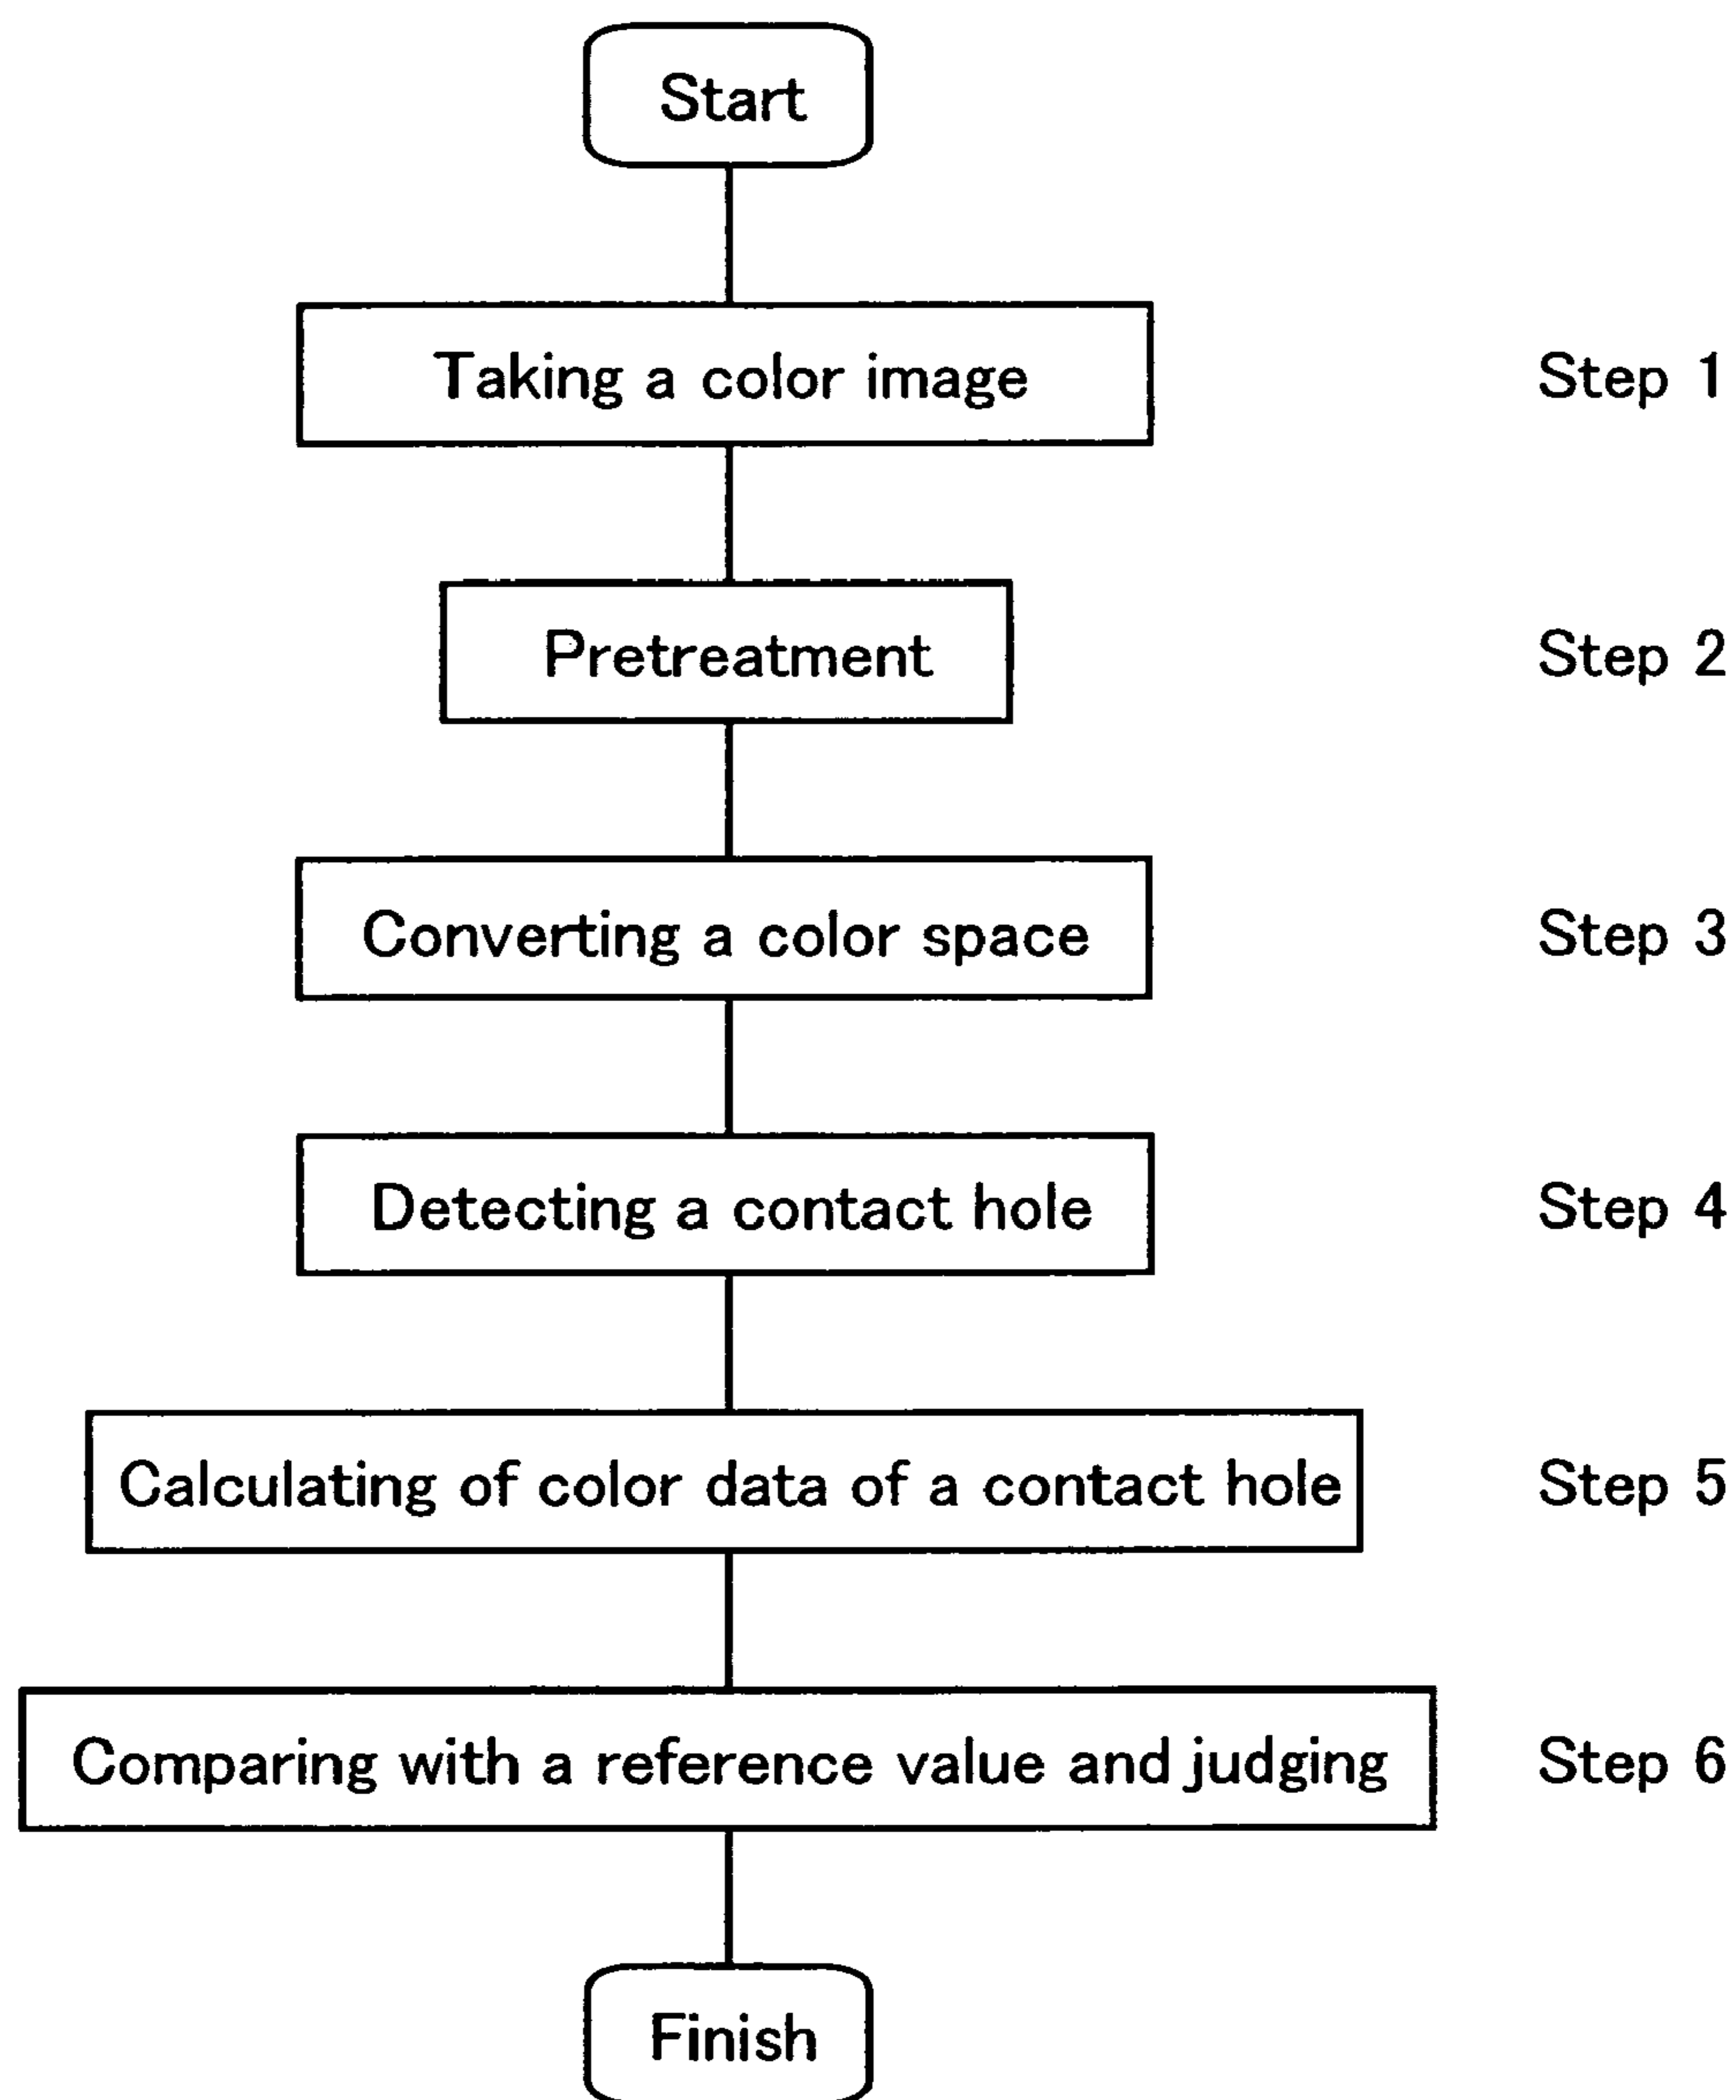 Start
Taking a color image Step 1
Pretreatment Step 2
Converting a color space Step 3
Detecting a contact hole Step 4
Calculating of color data of a contact hole Step 5
Comparing with a reference value and judging Step 6
Finish